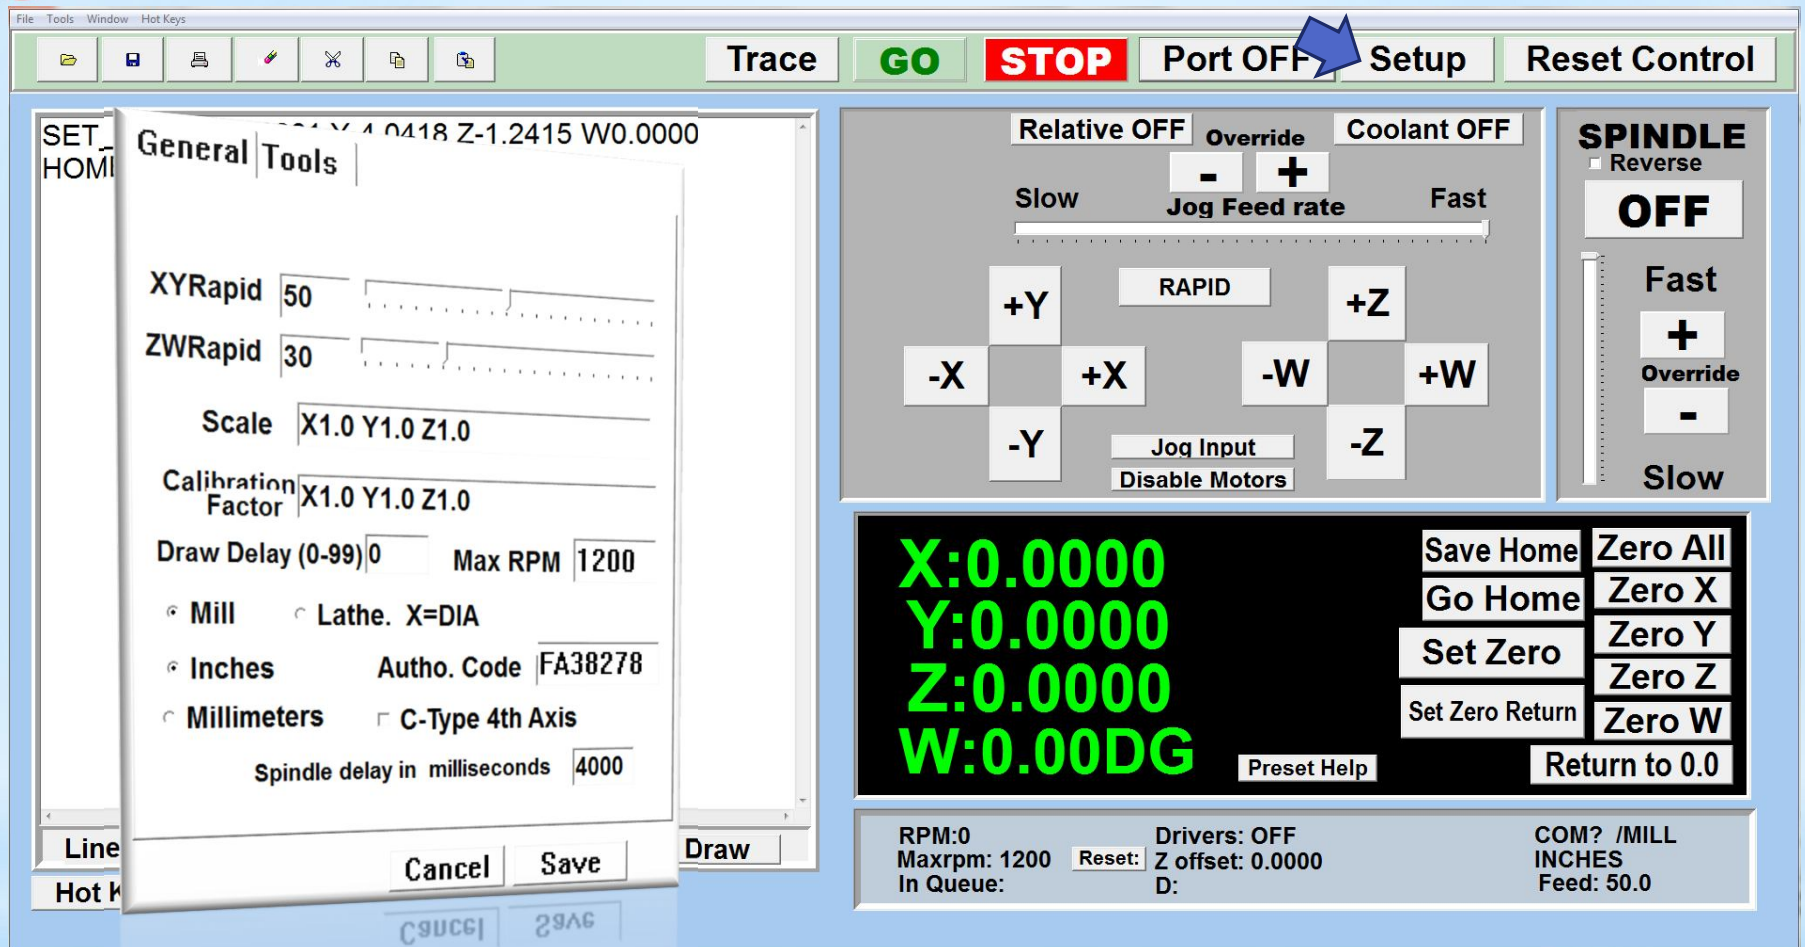 File Tools Window Hot Keys
Trace GO STOP Port OFF Setup Reset Control
SET_ Y-4.0418 Z-1.2415 W0.0000
HOME
General Tools
XYRapid 50
ZWRapid 30
Scale X1.0 Y1.0 Z1.0
Calibration
Factor X1.0 Y1.0 Z1.0
Draw Delay (0-99) 0 Max RPM 1200
Mill Lathe. X=DIA
Inches Autho. Code FA38278
Millimeters C-Type 4th Axis
Spindle delay in milliseconds 4000
Cancel Save
Line Draw
Hot K
Relative OFF Override Coolant OFF
- +
Slow Jog Feed rate Fast
+Y RAPID +Z
-X +X -W +W
-Y Jog Input -Z
Disable Motors
SPINDLE
Reverse
OFF
Fast
+
Override
-
Slow
X:0.0000
Y:0.0000
Z:0.0000
W:0.00DG
Preset Help
Save Home Zero All
Go Home Zero X
Set Zero Zero Y
Zero Z
Set Zero Return Zero W
Return to 0.0
RPM:0 Drivers: OFF COM? /MILL
Maxrpm: 1200 Reset: Z offset: 0.0000 INCHES
In Queue: D: Feed: 50.0